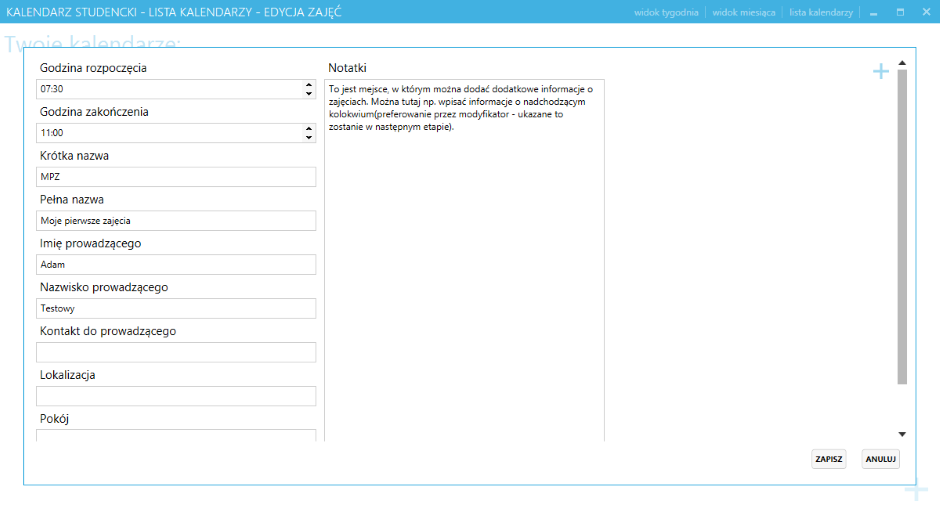 KALENDARZ STUDENCKI - LISTA KALENDARZY - EDYCJA ZAJĘĆ
widok tygodnia
widok miesiąca
lista kalendarzy
Twoje kalendarze:
Godzina rozpoczęcia
07:30
Godzina zakończenia
11:00
Krótka nazwa
MPZ
Pełna nazwa
Moje pierwsze zajęcia
Imię prowadzącego
Adam
Nazwisko prowadzącego
Testowy
Kontakt do prowadzącego
Lokalizacja
Pokój
Notatki
To jest mejsce, w którym można dodać dodatkowe informacje o
zajęciach. Można tutaj np. wpisać informacje o nadchodzącym
kolokwium(preferowanie przez modyfikator - ukazane to
zostanie w następnym etapie).
ZAPISZ
ANULUJ